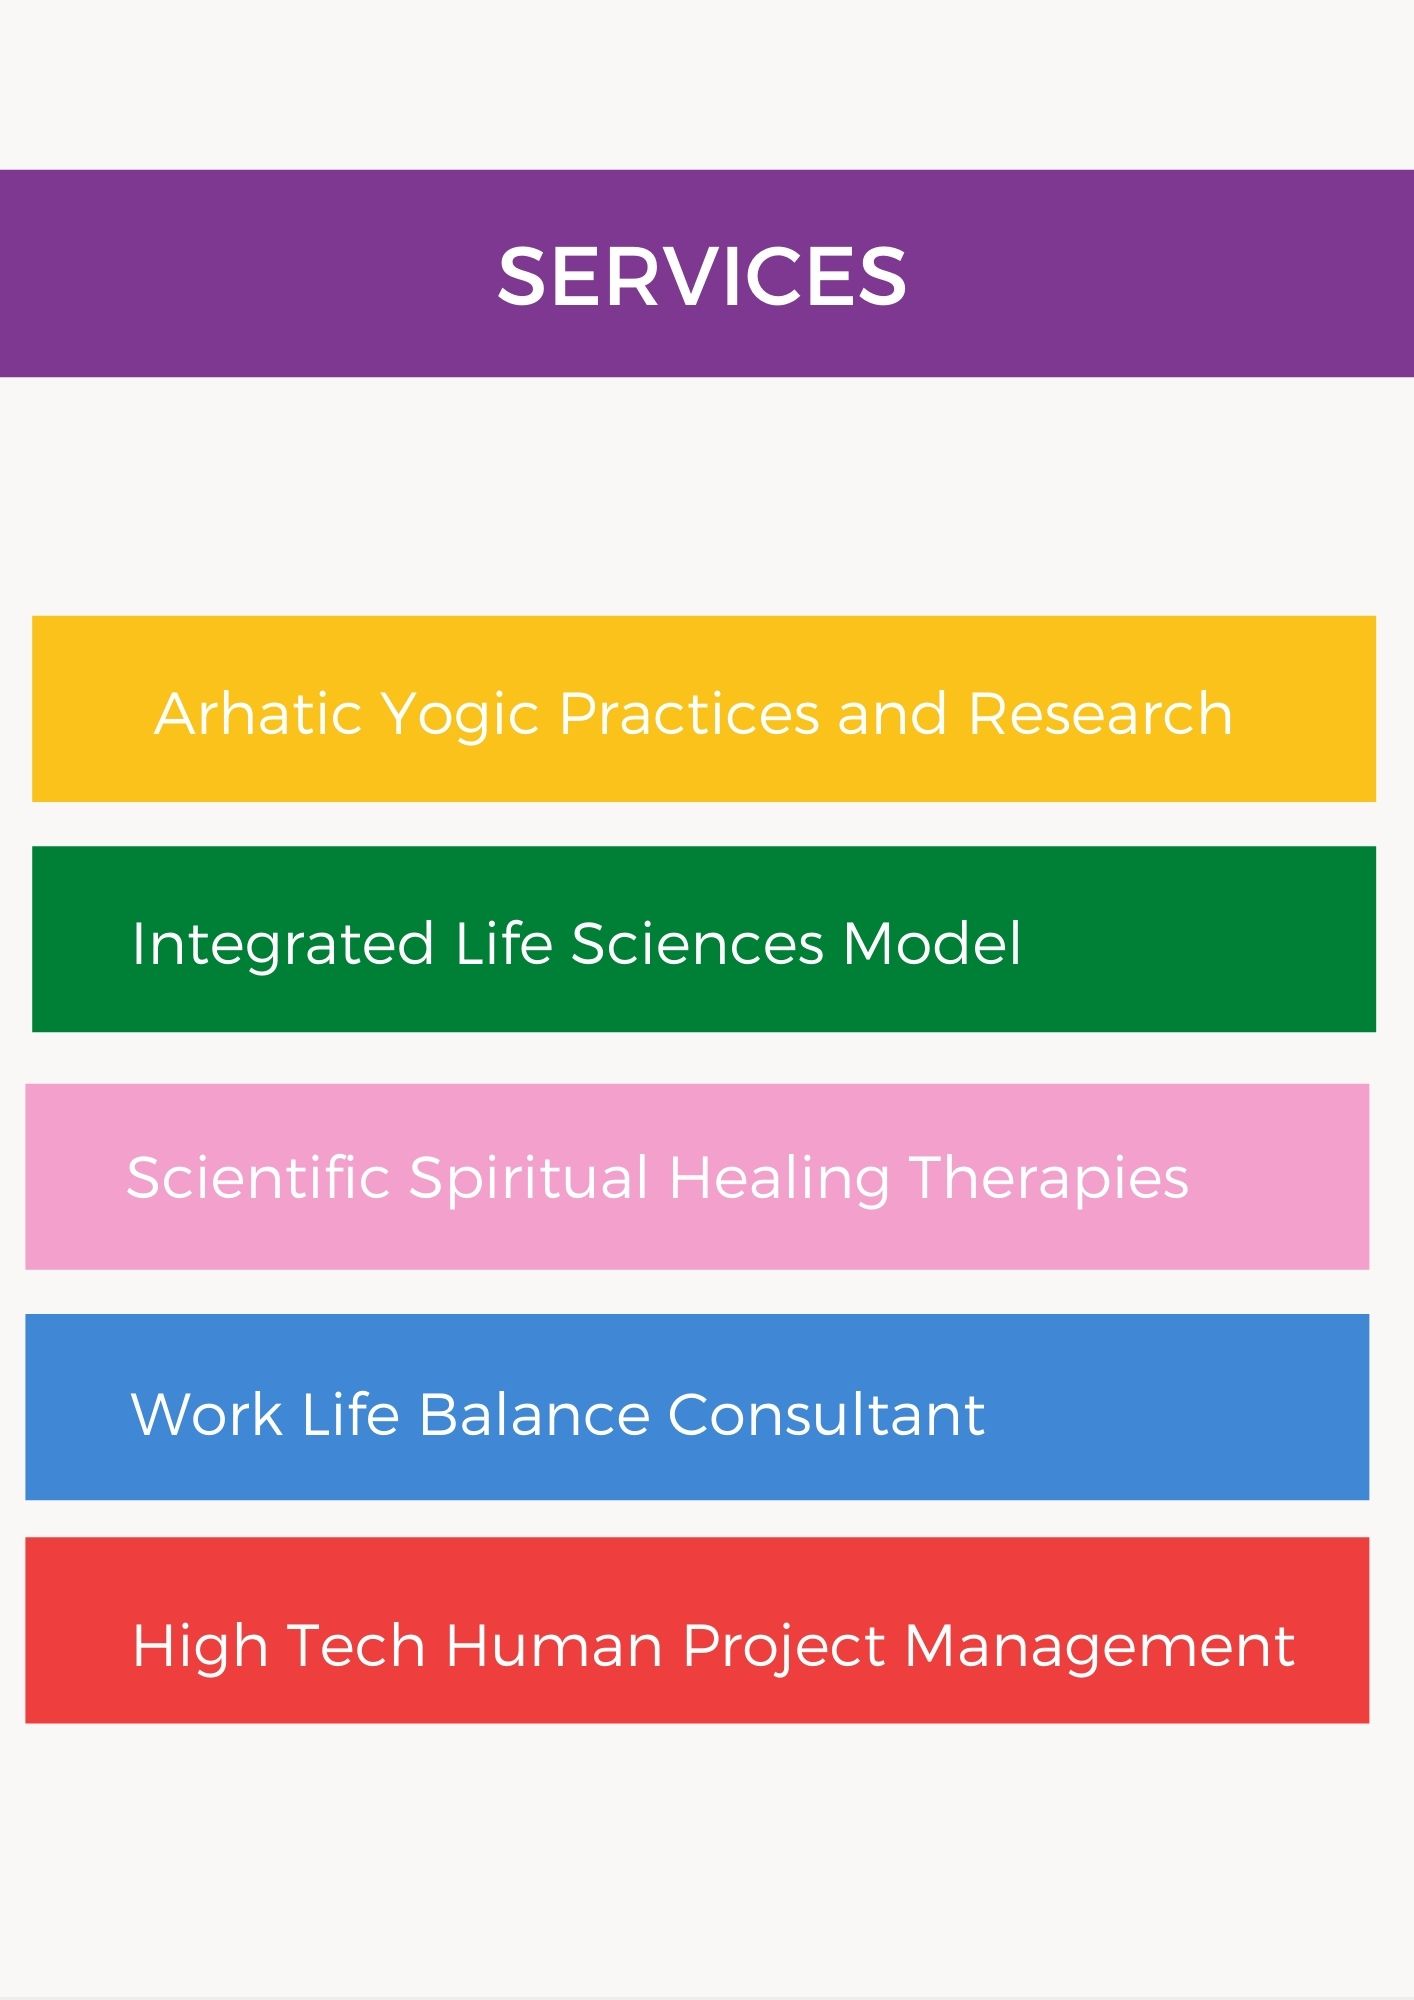 SERVICES
Arhatic Yogic Practices and Research
Integrated Life Sciences Model
Scientific Spiritual Healing Therapies
Work Life Balance Consultant
High Tech Human Project Management